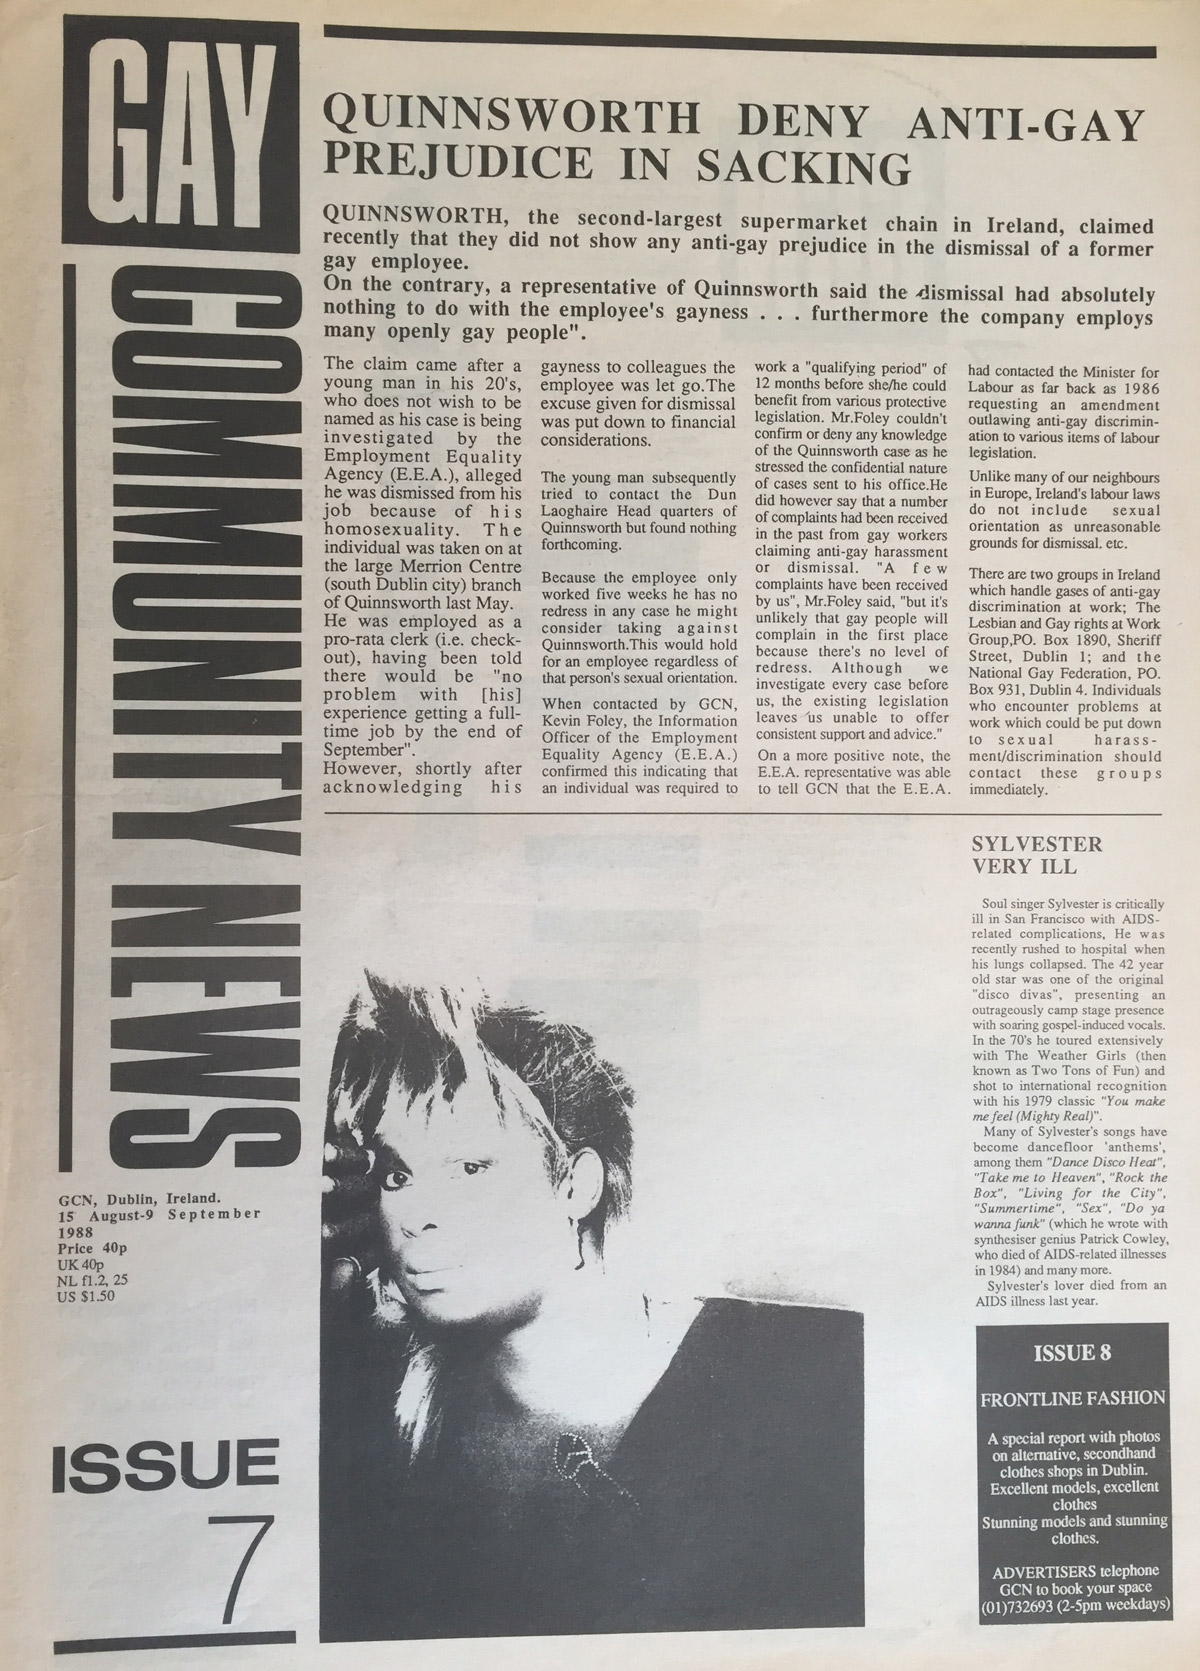 GAY
COMMUNITY NEWS
GCN, Dublin, Ireland.
15 August-9 September
1988
Price 40p
UK 40p
NL f1.2, 25
US $1.50
ISSUE
7
QUINNSWORTH DENY ANTI-GAY
PREJUDICE IN SACKING
QUINNSWORTH, the second-largest supermarket chain in Ireland, claimed
recently that they did not show any anti-gay prejudice in the dismissal of a former
gay employee.
On the contrary, a representative of Quinnsworth said the dismissal had absolutely
nothing to do with the employee's gayness . . . furthermore the company employs
many openly gay people".
The claim came after a
young man in his 20's,
who does not wish to be
named as his case is being
investigated by the
Employment Equality
Agency (E.E.A.), alleged
he was dismissed from his
job because of his
homosexuality. The
individual was taken on at
the large Merrion Centre
(south Dublin city) branch
of Quinnsworth last May.
He was employed as a
pro-rata clerk (i.e. check-
out), having been told
there would be "no
problem with [his]
experience getting a full-
time job by the end of
September".
However, shortly after
acknowledging his
gayness to colleagues the
employee was let go.The
excuse given for dismissal
was put down to financial
considerations.
The young man subsequently
tried to contact the Dun
Laoghaire Head quarters of
Quinnsworth but found nothing
forthcoming.
Because the employee only
worked five weeks he has no
redress in any case he might
consider taking against
Quinnsworth.This would hold
for an employee regardless of
that person's sexual orientation.
When contacted by GCN,
Kevin Foley, the Information
Officer of the Employment
Equality Agency (E.E.A.)
confirmed this indicating that
an individual was required to
work a "qualifying period" of
12 months before she/he could
benefit from various protective
legislation. Mr.Foley couldn't
confirm or deny any knowledge
of the Quinnsworth case as he
stressed the confidential nature
of cases sent to his office.He
did however say that a number
of complaints had been received
in the past from gay workers
claiming anti-gay harassment
or dismissal. "A few
complaints have been received
by us", Mr.Foley said, "but it's
unlikely that gay people will
complain in the first place
because there's no level of
redress. Although we
investigate every case before
us, the existing legislation
leaves us unable to offer
consistent support and advice."
On a more positive note, the
E.E.A. representative was able
to tell GCN that the E.E.A.
had contacted the Minister for
Labour as far back as 1986
requesting an amendment
outlawing anti-gay discrimin-
ation to various items of labour
legislation.
Unlike many of our neighbours
in Europe, Ireland's labour laws
do not include sexual
orientation as unreasonable
grounds for dismissal. etc.
There are two groups in Ireland
which handle gases of anti-gay
discrimination at work; The
Lesbian and Gay rights at Work
Group,PO. Box 1890, Sheriff
Street, Dublin 1; and the
National Gay Federation, PO.
Box 931, Dublin 4. Individuals
who encounter problems at
work which could be put down
to sexual harass-
ment/discrimination should
contact these groups
immediately.
SYLVESTER
VERY ILL
Soul singer Sylvester is critically
ill in San Francisco with AIDS-
related complications, He was
recently rushed to hospital when
his lungs collapsed. The 42 year
old star was one of the original
"disco divas", presenting an
outrageously camp stage presence
with soaring gospel-induced vocals.
In the 70's he toured extensively
with The Weather Girls (then
known as Two Tons of Fun) and
shot to international recognition
with his 1979 classic "You make
me feel (Mighty Real)".
Many of Sylvester's songs have
become dancefloor 'anthems',
among them "Dance Disco Heat",
"Take me to Heaven", "Rock the
Box", "Living for the City",
"Summertime", "Sex", "Do ya
wanna funk" (which he wrote with
synthesiser genius Patrick Cowley,
who died of AIDS-related illnesses
in 1984) and many more.
Sylvester's lover died from an
AIDS illness last year.
ISSUE 8
FRONTLINE FASHION
A special report with photos
on alternative, secondhand
clothes shops in Dublin.
Excellent models, excellent
clothes
Stunning models and stunning
clothes.
ADVERTISERS telephone
GCN to book your space
(01)732693 (2-5pm weekdays)